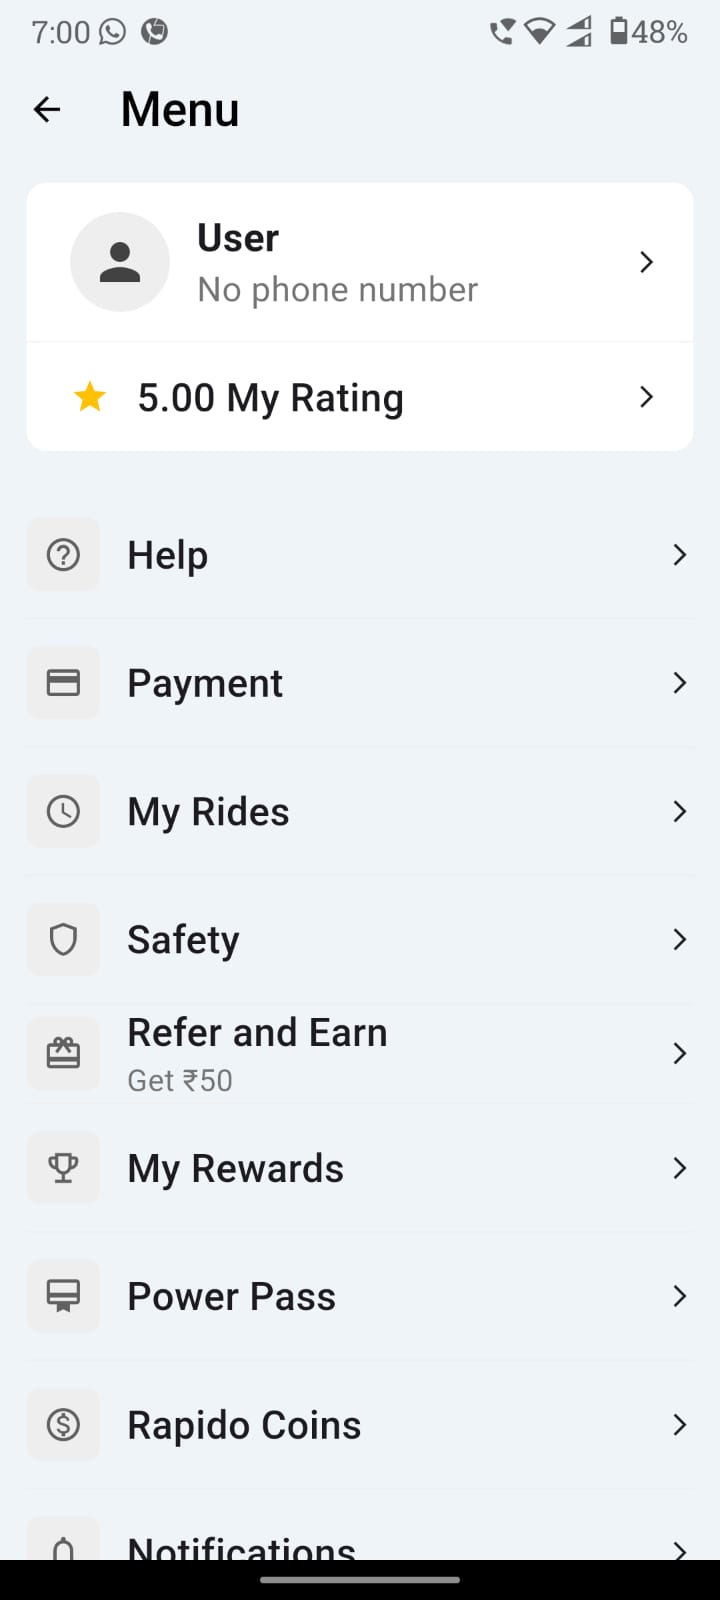 7:00 48%
Menu
User
No phone number
5.00 My Rating
Help
Payment
My Rides
Safety
Refer and Earn
Get ₹50
My Rewards
Power Pass
Rapido Coins
Notifications